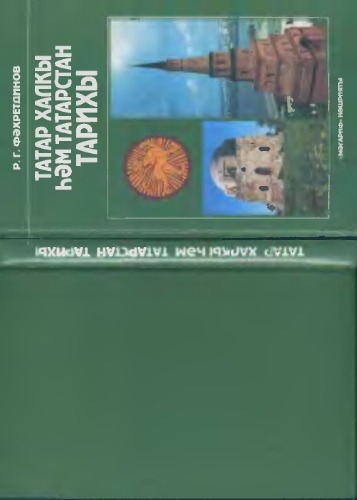 Р. Г. ФӘХРЕТДИНОВ
ТАТАР ХАЛКЫ
ҺӘМ ТАТАРСТАН
ТАРИХЫ
«МӘГАРИФ» НӘШРИЯТЫ
ТАТАР ХАЛКЫ ҺӘМ ТАТАРСТАН ТАРИХЫ